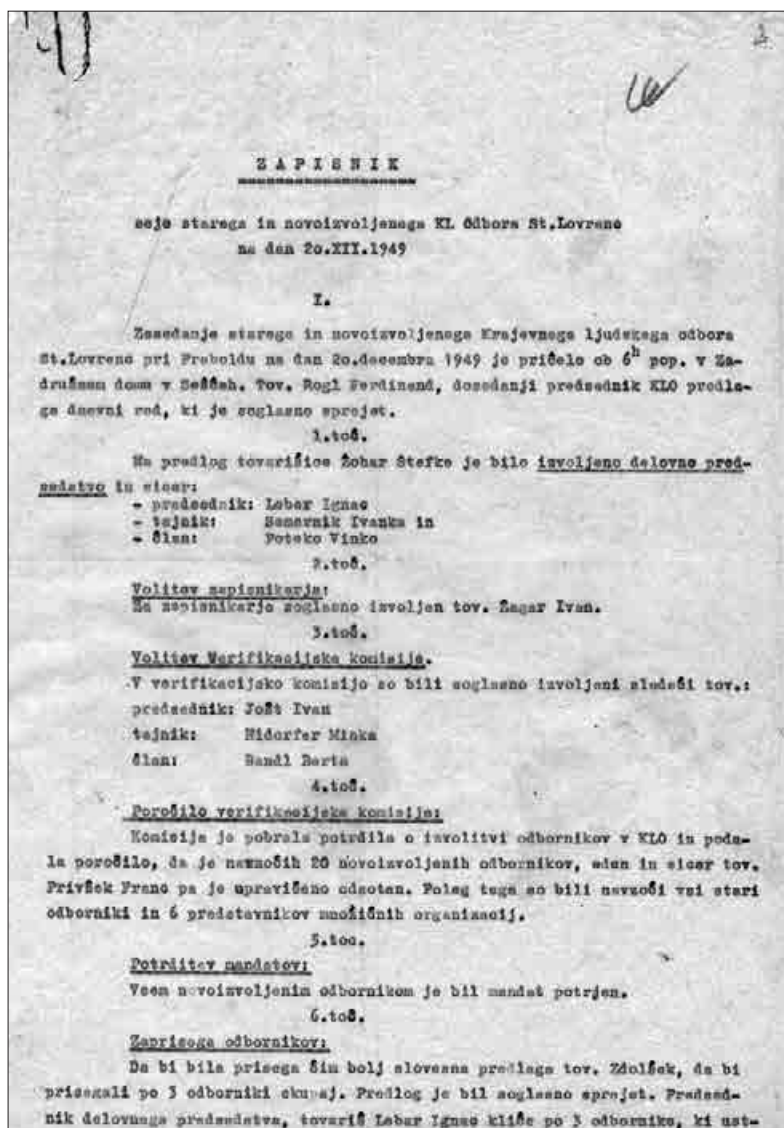 ZAPISNIK
seje starega in novoizvoljenega KL odbora St.Lovrenc
na dan 20.XII.1949
I.
Zasedanje starega in novoizvoljenega Krajevnega ljudskega odbora
St.Lovrenc pri Preboldu na dan 20.decembra 1949 je pričelo ob 6h pop. v Za-
družnem domu v Seščah. Tov. Rogl Ferdinand, dosedanji predsednik KLO predla-
ga dnevni red, ki je soglasno sprejet.
1.toč.
Na predlog tovarišice Žohar Štefke je bilo izvoljeno delovno pred-
sedstvo in sicer:
- predsednik: Lobar Ignac
- tajnik: Semernik Ivanka in
- član: Poteko Vinko
2.toč.
Volitev zapisnikarja:
Za zapisnikarja soglasno izvoljen tov. Žagar Ivan.
3.toč.
Volitev Verifikacijske komisije.
V verifikacijsko komisijo so bili soglasno izvoljeni sledeči tov.:
predsednik: Jošt Ivan
tajnik: Hidorfer Minka
član: Randl Berta
4.toč.
Poročilo verifikacijske komisije:
Komisija je pobrala potrdila o izvolitvi odbornikov v KLO in poda-
la poročilo, da je navzočih 20 novoizvoljenih odbornikov, eden in sicer tov.
Privšek Franc pa je upravičeno odsoten. Poleg tega so bili navzoči vsi stari
odborniki in 6 predstavnikov množičnih organizacij.
5.toč.
Potrditev mandatov:
Vsem novoizvoljenim odbornikom je bil mandat potrjen.
6.toč.
Zaprisega odbornikov:
Da bi bila prisega čim bolj slovesna predlaga tov. Zdolšek, da bi
prisegali po 3 odborniki skupaj. Predlog je bil soglasno sprejet. Predsed-
nik delovnega predsedstva, tovariš Lobar Ignac kliče po 3 odbornike, ki ust-